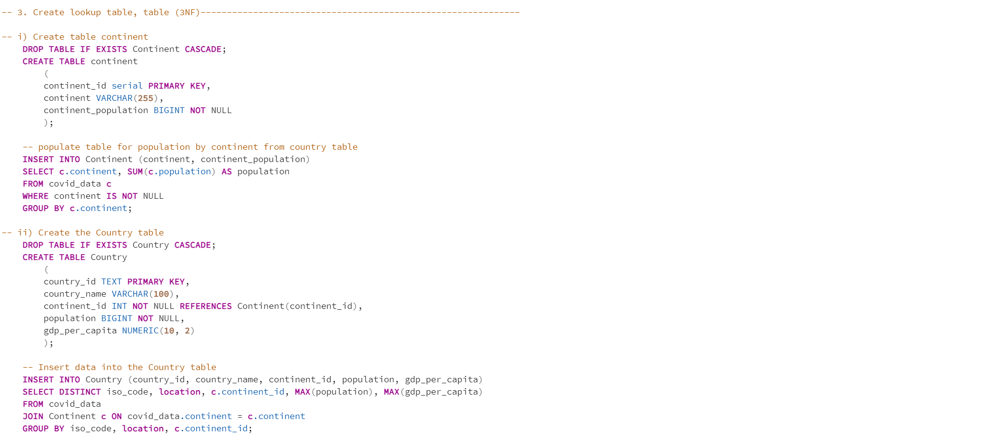 -- 3. Create lookup table, table (3NF)-------------------------------------------------------------
-- i) Create table continent
DROP TABLE IF EXISTS Continent CASCADE;
CREATE TABLE continent
(
continent_id serial PRIMARY KEY,
continent VARCHAR(255),
continent_population BIGINT NOT NULL
);
-- populate table for population by continent from country table
INSERT INTO Continent (continent, continent_population)
SELECT c.continent, SUM(c.population) AS population
FROM covid_data c
WHERE continent IS NOT NULL
GROUP BY c.continent;
-- ii) Create the Country table
DROP TABLE IF EXISTS Country CASCADE;
CREATE TABLE Country
(
country_id TEXT PRIMARY KEY,
country_name VARCHAR(100),
continent_id INT NOT NULL REFERENCES Continent(continent_id),
population BIGINT NOT NULL,
gdp_per_capita NUMERIC(10, 2)
);
-- Insert data into the Country table
INSERT INTO Country (country_id, country_name, continent_id, population, gdp_per_capita)
SELECT DISTINCT iso_code, location, c.continent_id, MAX(population), MAX(gdp_per_capita)
FROM covid_data
JOIN Continent c ON covid_data.continent = c.continent
GROUP BY iso_code, location, c.continent_id;